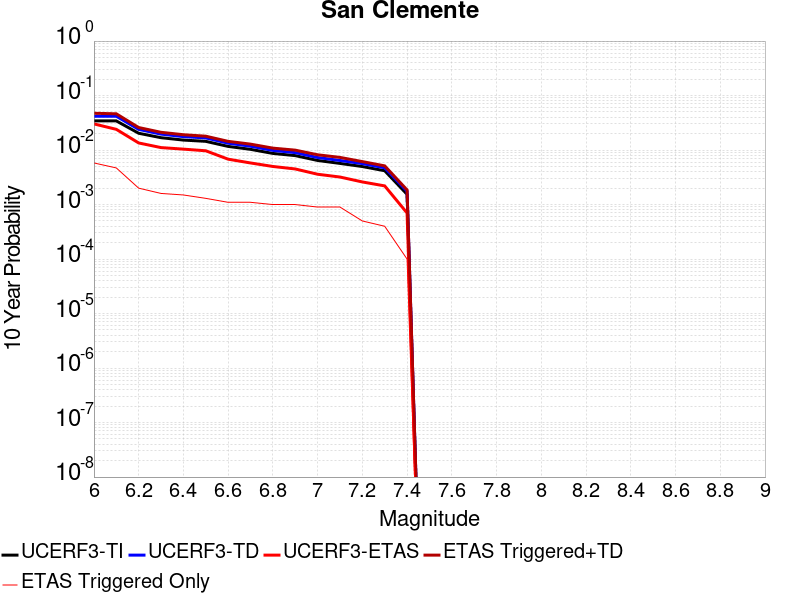 San Clemente
10 0
10 -1
10 -2
10 -3
10 -4
10 -5
10 -6
10 -7
10 -8
10 Year Probability
6 6.2 6.4 6.6 6.8 7 7.2 7.4 7.6 7.8 8 8.2 8.4 8.6 8.8 9
Magnitude
UCERF3-TI UCERF3-TD UCERF3-ETAS ETAS Triggered+TD
ETAS Triggered Only